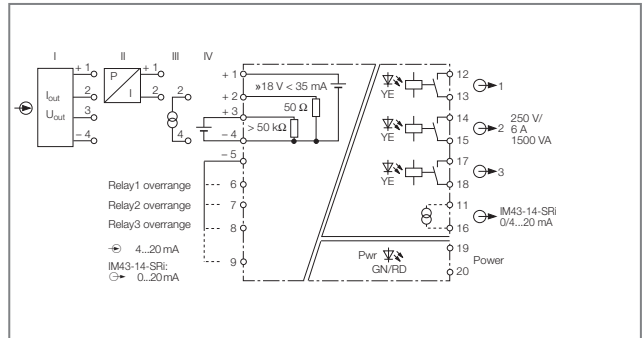 I II III IV
+ 1
2
3
– 4
I out
U out
P
I
+ 1
2
2
4
+ 1
+ 2
+ 3
– 4
– 5
6
7
8
9
»18 V < 35 mA
50 Ω
> 50 kΩ
Relay1 overrange
Relay2 overrange
Relay3 overrange
4...20 mA
IM43-14-SRi:
0...20 mA
YE
12
13
1
YE
14
15
2
250 V/
6 A
1500 VA
YE
17
18
3
11
16
IM43-14-SRi
0/4...20 mA
Pwr
GN/RD
19
20
Power